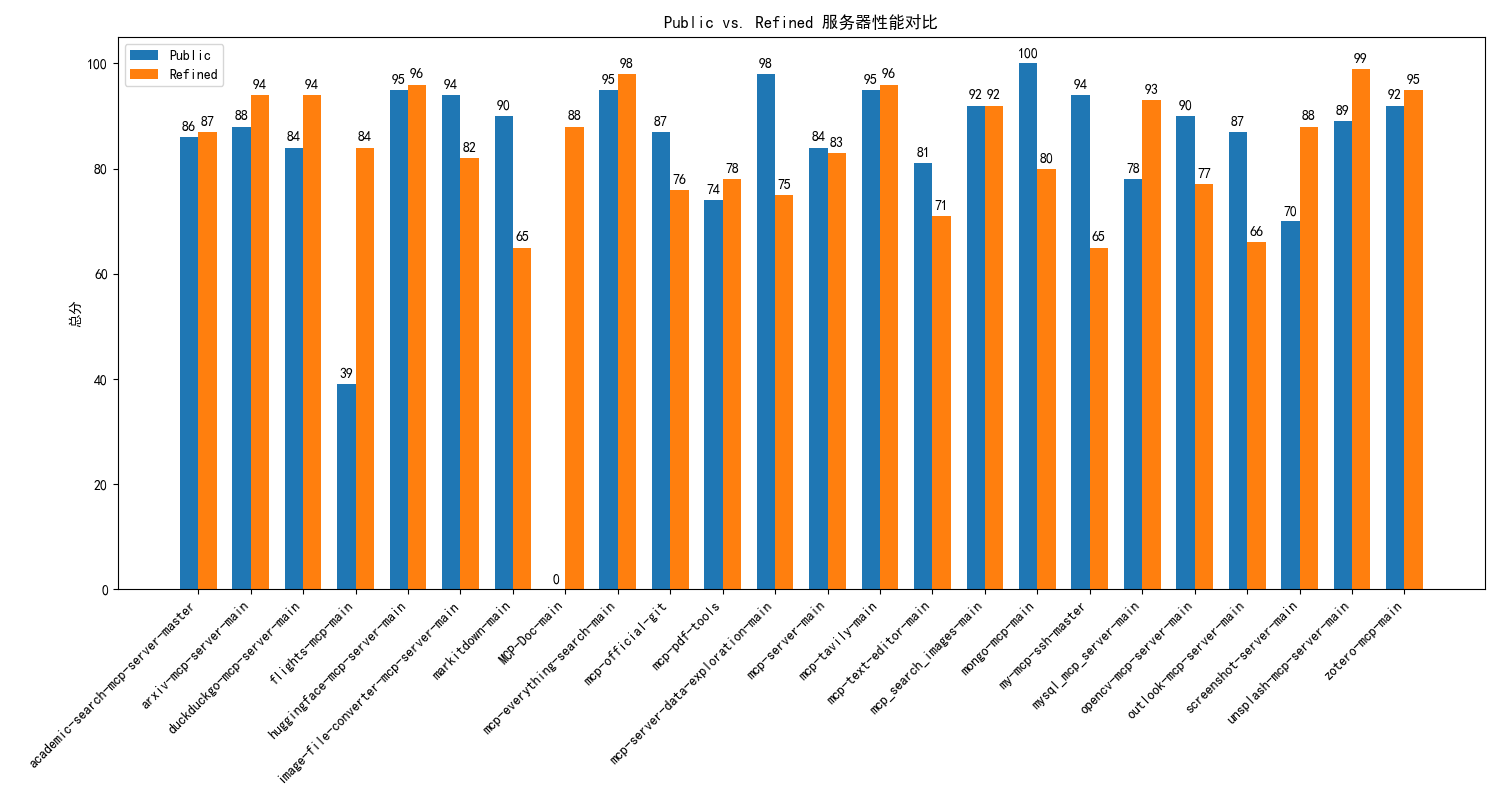 Public vs. Refined 服务器性能对比
Public
Refined
总分
100
80
60
40
20
0
86 87
88 94
84 94
39 84
95 96
94 82
90 65
0 88
95 98
87 76
74 78
98 75
84 83
95 96
81 71
92 92
100 80
94 65
78 93
90 77
87 66
70 88
89 99
92 95
academic-search-mcp-server-master
arxiv-mcp-server-main
duckduckgo-mcp-server-main
flights-mcp-main
huggingface-mcp-server-main
image-file-converter-mcp-server-main
markitdown-main
MCP-Doc-main
mcp-everything-search-main
mcp-official-git
mcp-pdf-tools
mcp-server-data-exploration-main
mcp-server-main
mcp-tavily-main
mcp-text-editor-main
mcp_search_images-main
mongo-mcp-main
my-mcp-ssh-master
mysql_mcp_server-main
opencv-mcp-server-main
outlook-mcp-server-main
screenshot-server-main
unsplash-mcp-server-main
zotero-mcp-main